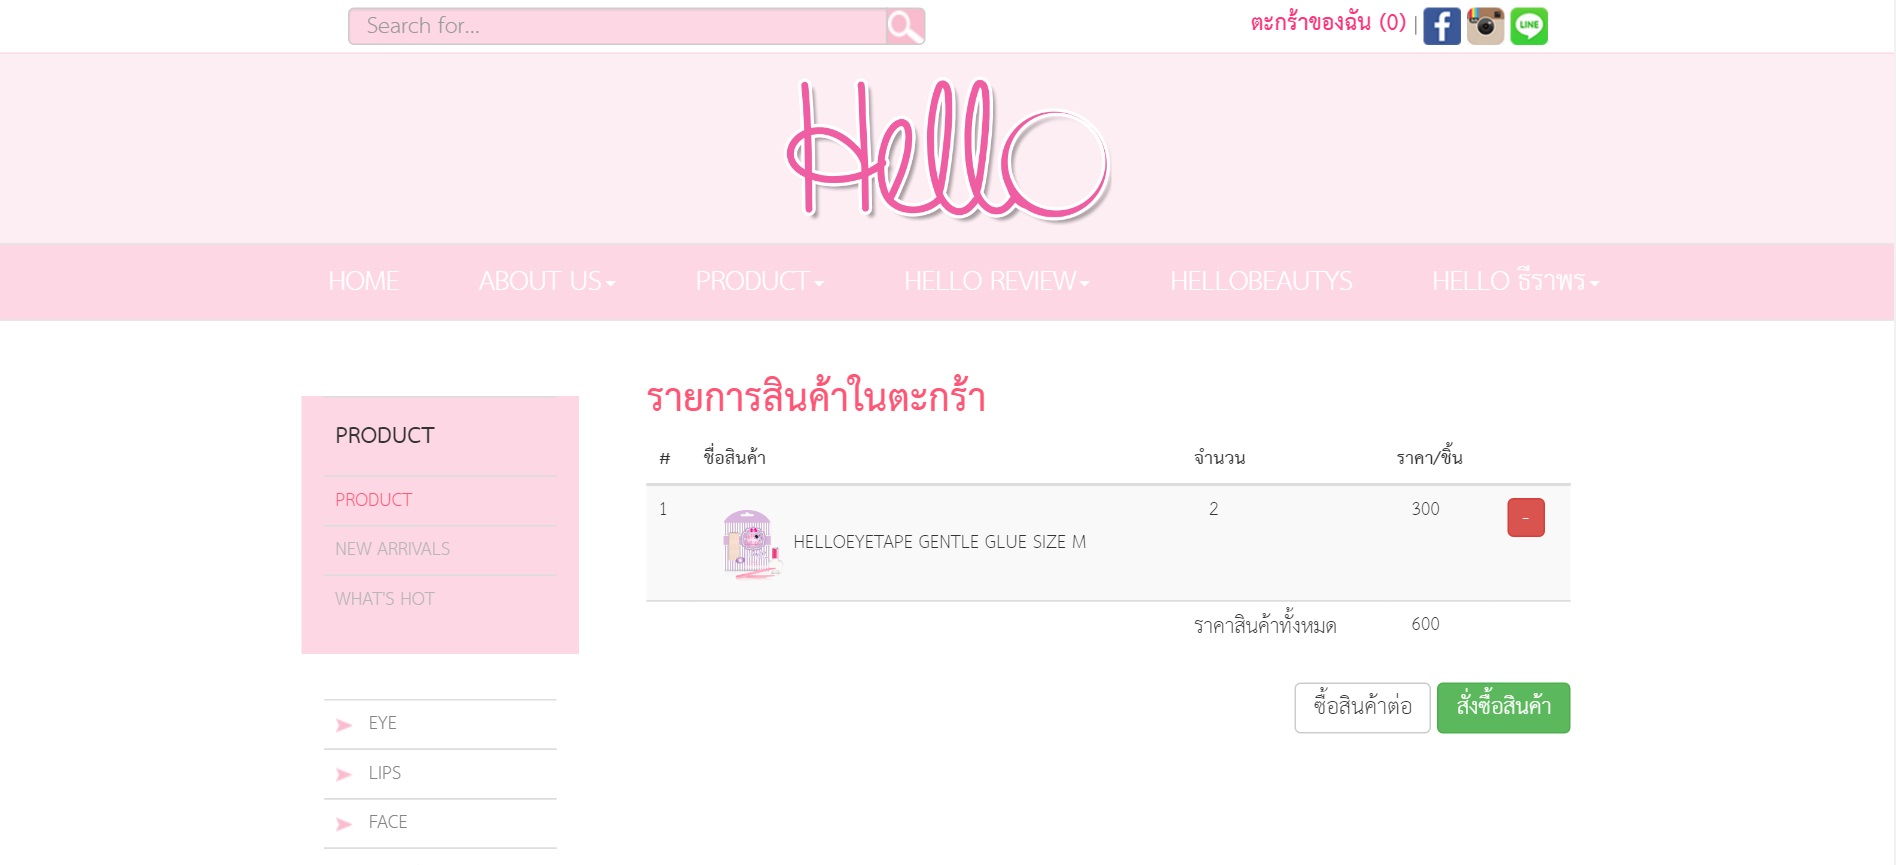 Search for...
ตะกร้าของฉัน (0) |
LINE
Hello
HOME ABOUT US PRODUCT HELLO REVIEW HELLOBEAUTYS HELLO ธีราพร
PRODUCT
PRODUCT
NEW ARRIVALS
WHAT'S HOT
EYE
LIPS
FACE
รายการสินค้าในตะกร้า
# ชื่อสินค้า จำนวน ราคา/ชิ้น
1 HELLOEYETAPE GENTLE GLUE SIZE M 2 300 -
ราคาสินค้าทั้งหมด 600
ซื้อสินค้าต่อ สั่งซื้อสินค้า